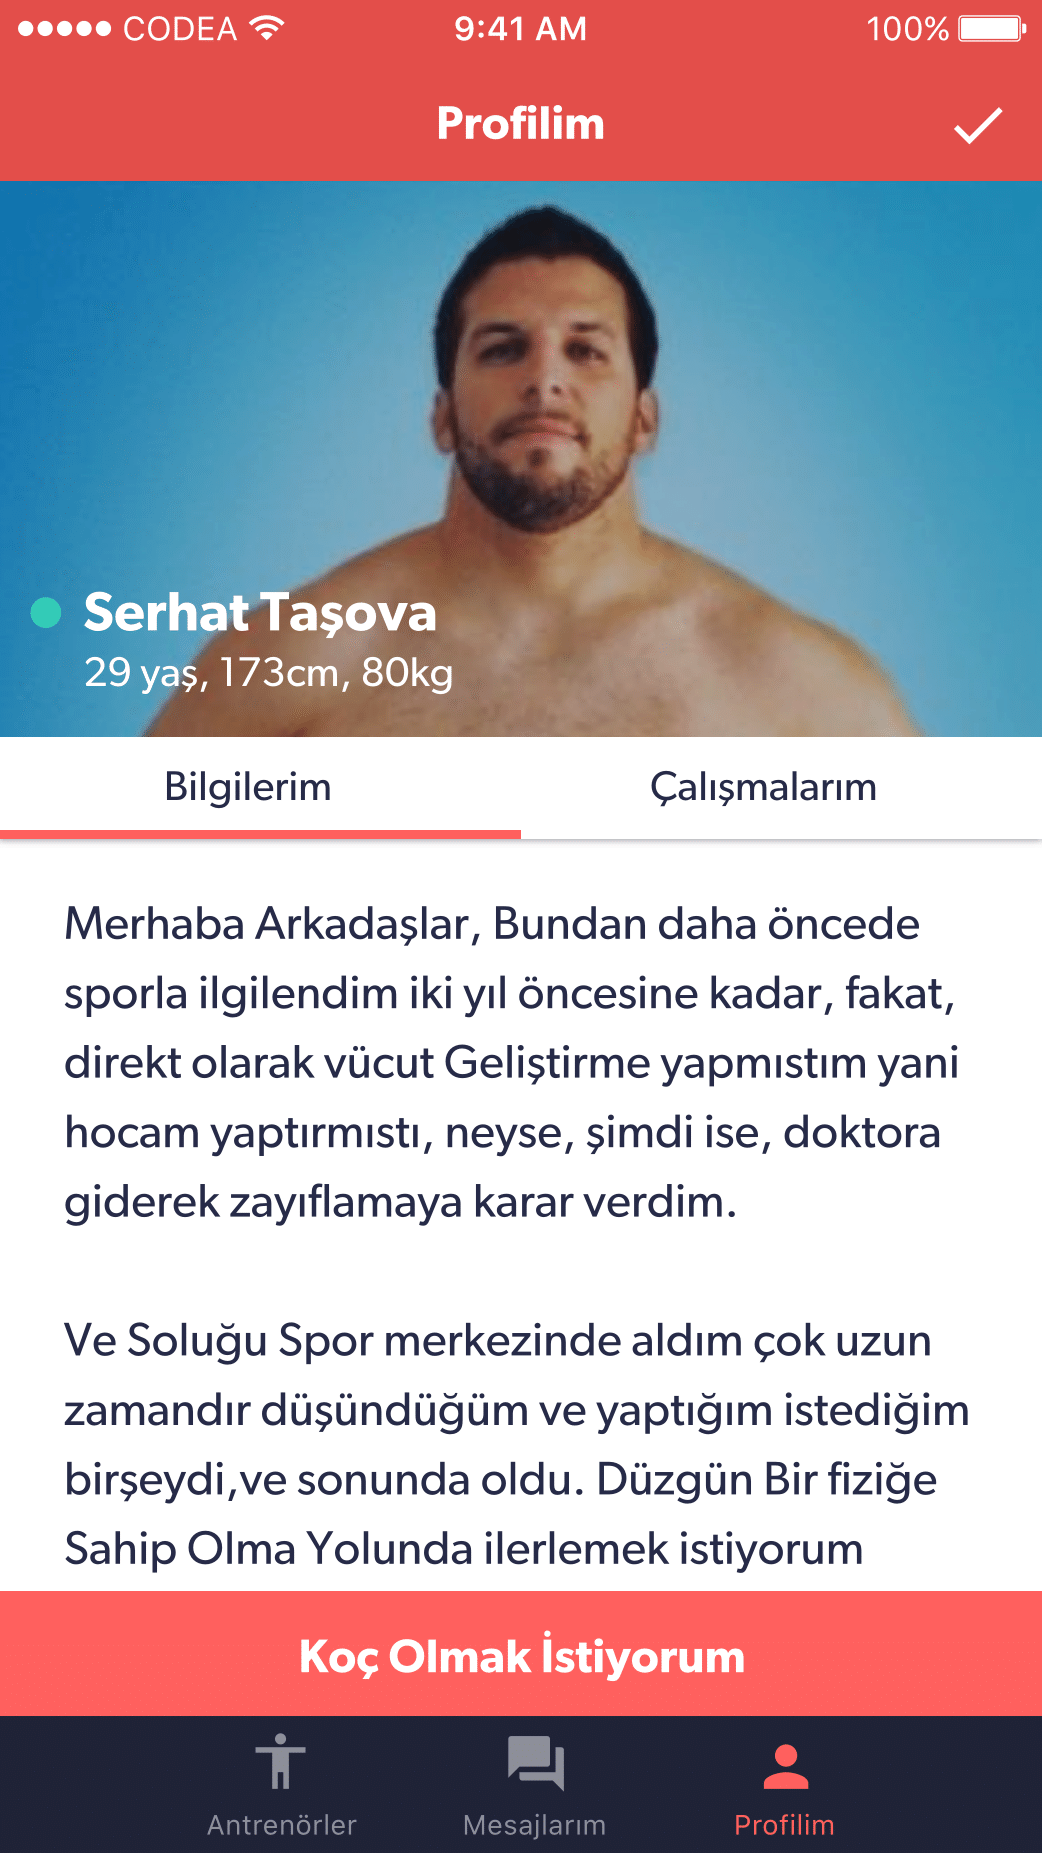 CODEA
9:41 AM
100%
Profilim
Serhat Taşova
29 yaş, 173cm, 80kg
Bilgilerim
Çalışmalarım
Merhaba Arkadaşlar, Bundan daha öncede
sporla ilgilendim iki yıl öncesine kadar, fakat,
direkt olarak vücut Geliştirme yapmıstım yani
hocam yaptırmıstı, neyse, şimdi ise, doktora
giderek zayıflamaya karar verdim.
Ve Soluğu Spor merkezinde aldım çok uzun
zamandır düşündüğüm ve yaptığım istediğim
birşeydi,ve sonunda oldu. Düzgün Bir fiziğe
Sahip Olma Yolunda ilerlemek istiyorum
Koç Olmak İstiyorum
Antrenörler
Mesajlarım
Profilim